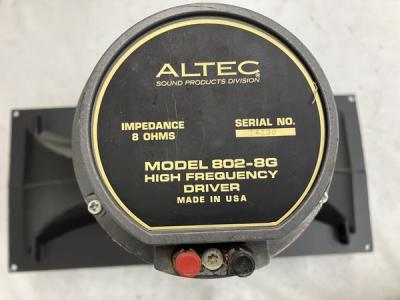 ALTEC®
SOUND PRODUCTS DIVISION
IMPEDANCE
8 OHMS
SERIAL NO.
MODEL 802-8G
HIGH FREQUENCY
DRIVER
MADE IN USA